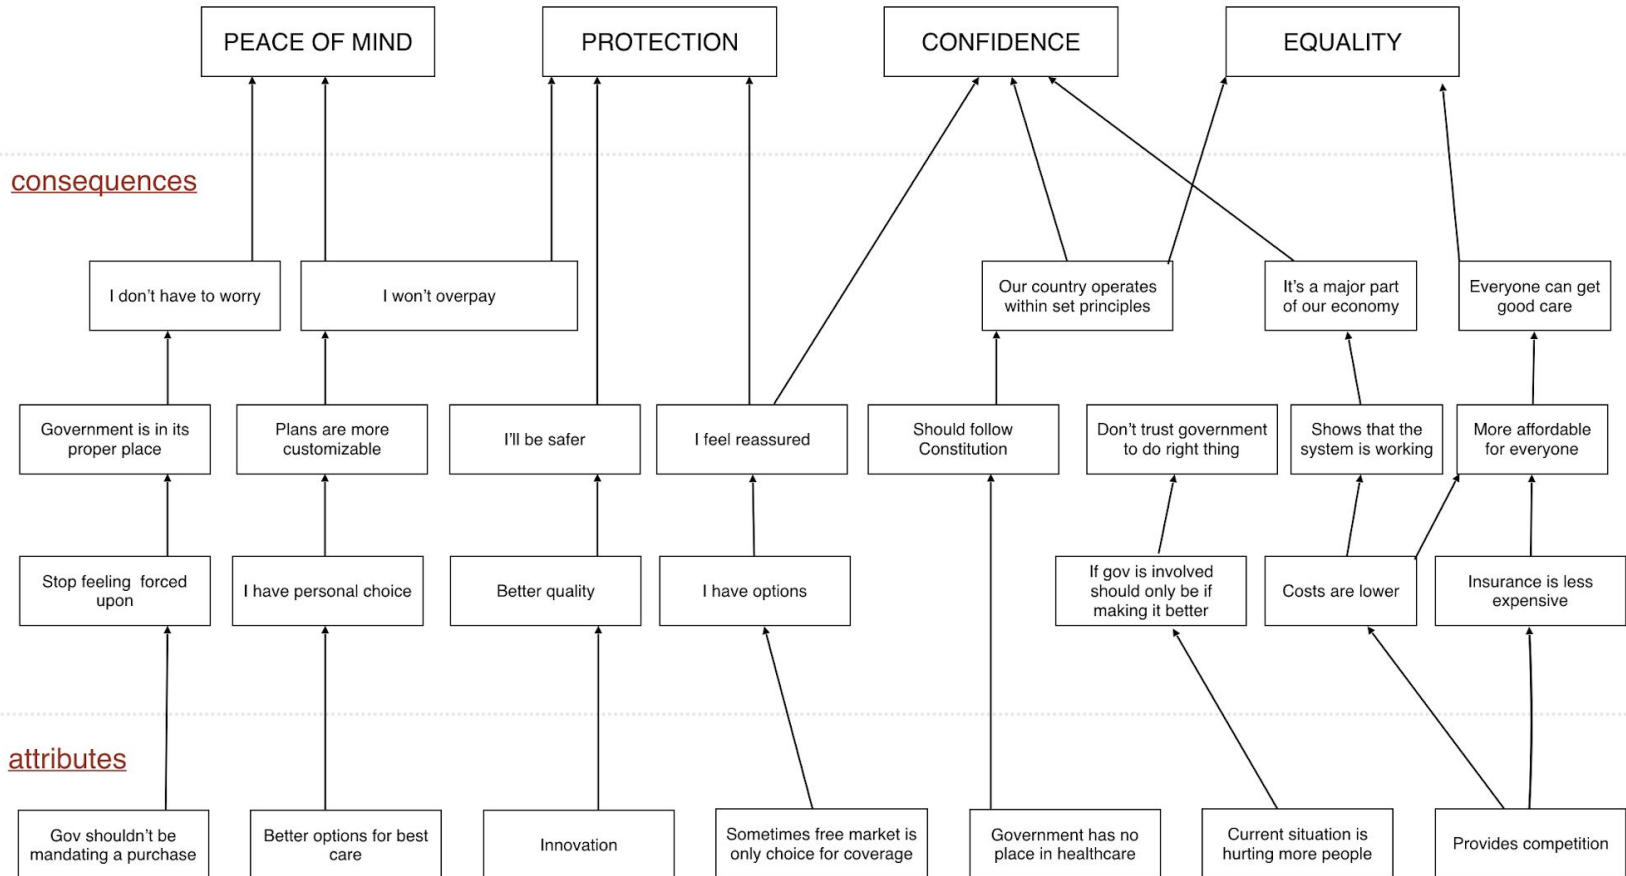 PEACE OF MIND
PROTECTION
CONFIDENCE
EQUALITY
consequences
I don't have to worry
I won't overpay
Our country operates
within set principles
It's a major part
of our economy
Everyone can get
good care
Government is in its
proper place
Plans are more
customizable
I'll be safer
I feel reassured
Should follow
Constitution
Don't trust government
to do right thing
Shows that the
system is working
More affordable
for everyone
Stop feeling forced
upon
I have personal choice
Better quality
I have options
If gov is involved
should only be if
making it better
Costs are lower
Insurance is less
expensive
attributes
Gov shouldn't be
mandating a purchase
Better options for best
care
Innovation
Sometimes free market is
only choice for coverage
Government has no
place in healthcare
Current situation is
hurting more people
Provides competition